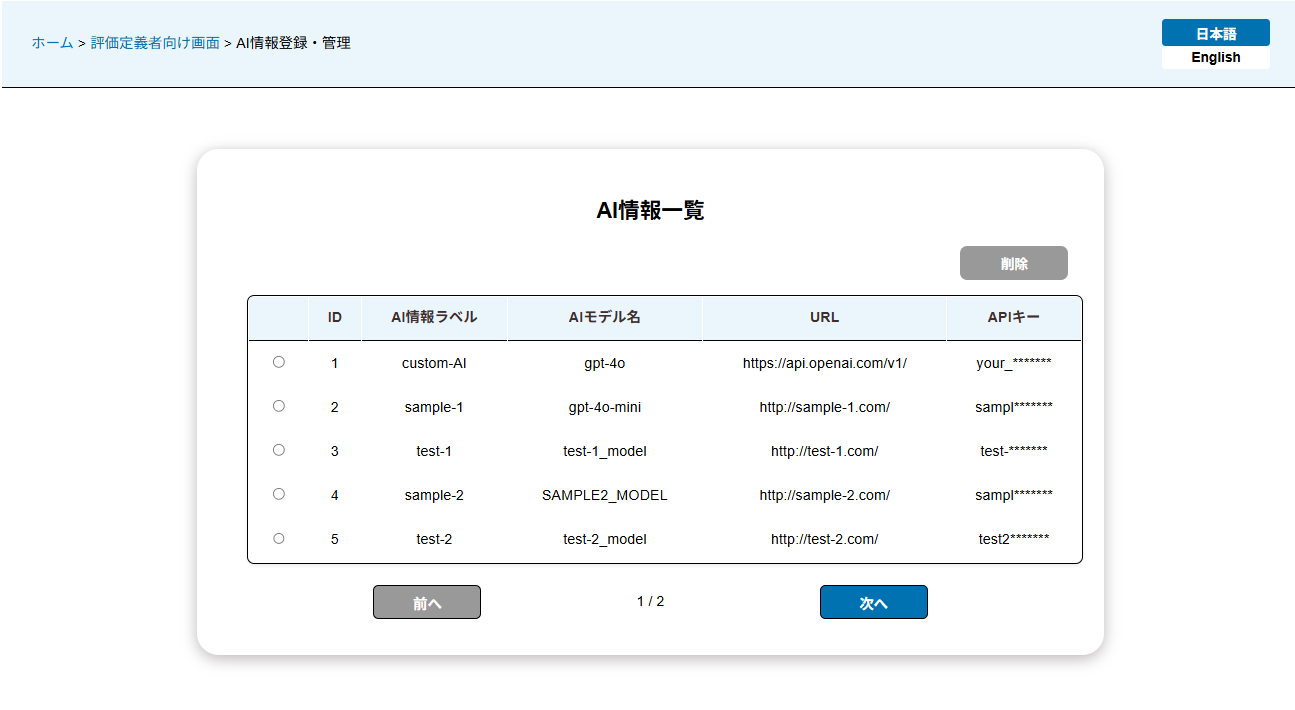 ホーム > 評価定義者向け画面 > AI情報登録・管理
日本語
English
AI情報一覧
削除
ID AI情報ラベル AIモデル名 URL APIキー
1 custom-AI gpt-4o https://api.openai.com/v1/ your_*******
2 sample-1 gpt-4o-mini http://sample-1.com/ sampl*******
3 test-1 test-1_model http://test-1.com/ test-*******
4 sample-2 SAMPLE2_MODEL http://sample-2.com/ sampl*******
5 test-2 test-2_model http://test-2.com/ test2*******
前へ 1 / 2 次へ